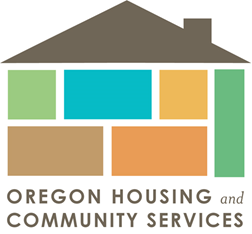 OREGON HOUSING and
COMMUNITY SERVICES